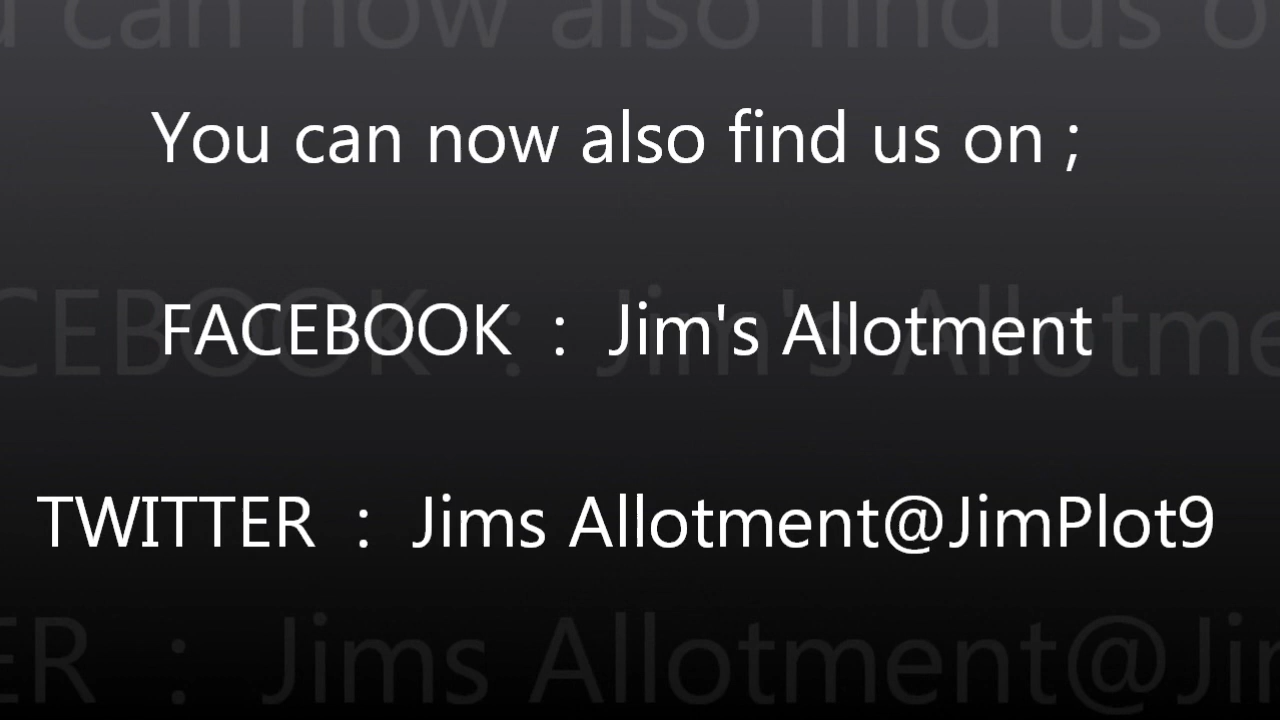 You can now also find us on ;
FACEBOOK : Jim's Allotment
TWITTER : Jims Allotment@JimPlot9